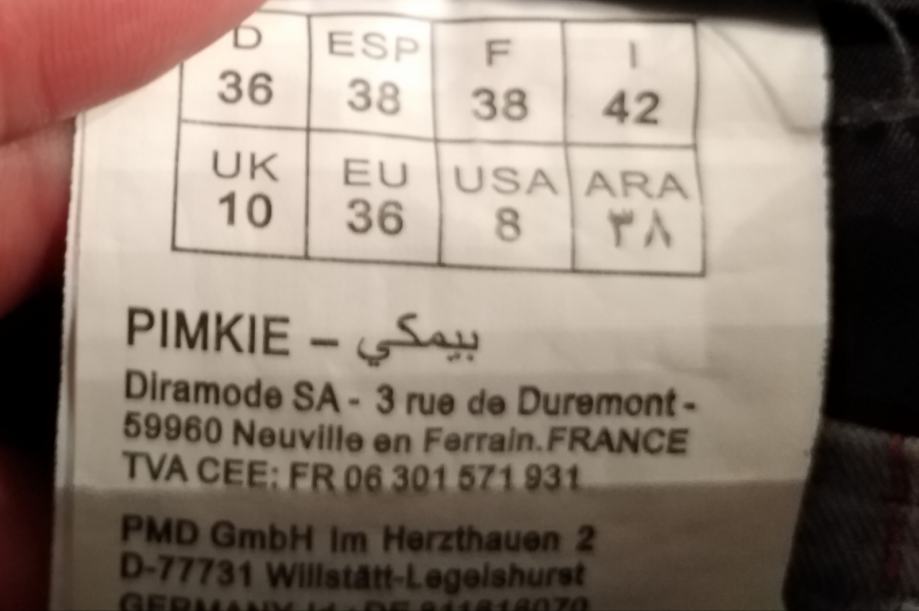 D ESP F I
36 38 38 42
UK EU USA ARA
10 36 8 ٣٨
PIMKIE – بيمكي
Diramode SA - 3 rue de Duremont -
59960 Neuville en Ferrain.FRANCE
TVA CEE: FR 06 301 571 931
PMD GmbH Im Herzthauen 2
D-77731 Willstätt-Legelshurst
GERMANY